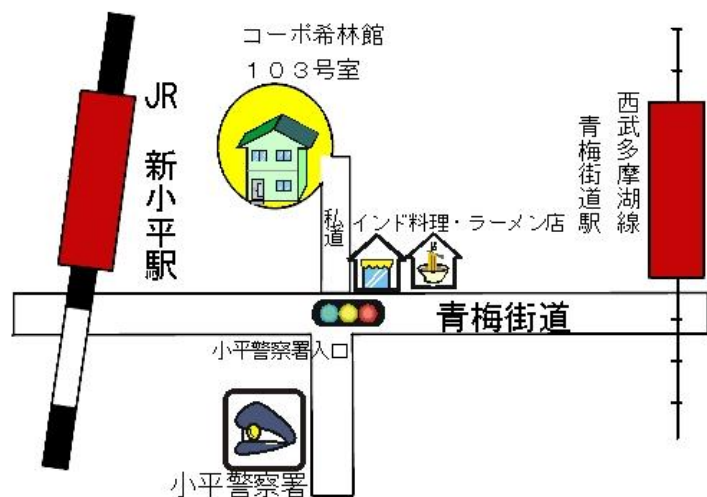 コーポ希林館
１０３号室
JR 新小平駅
西武多摩湖線
青梅街道駅
私道
インド料理・ラーメン店
青梅街道
小平警察署入口
小平警察署